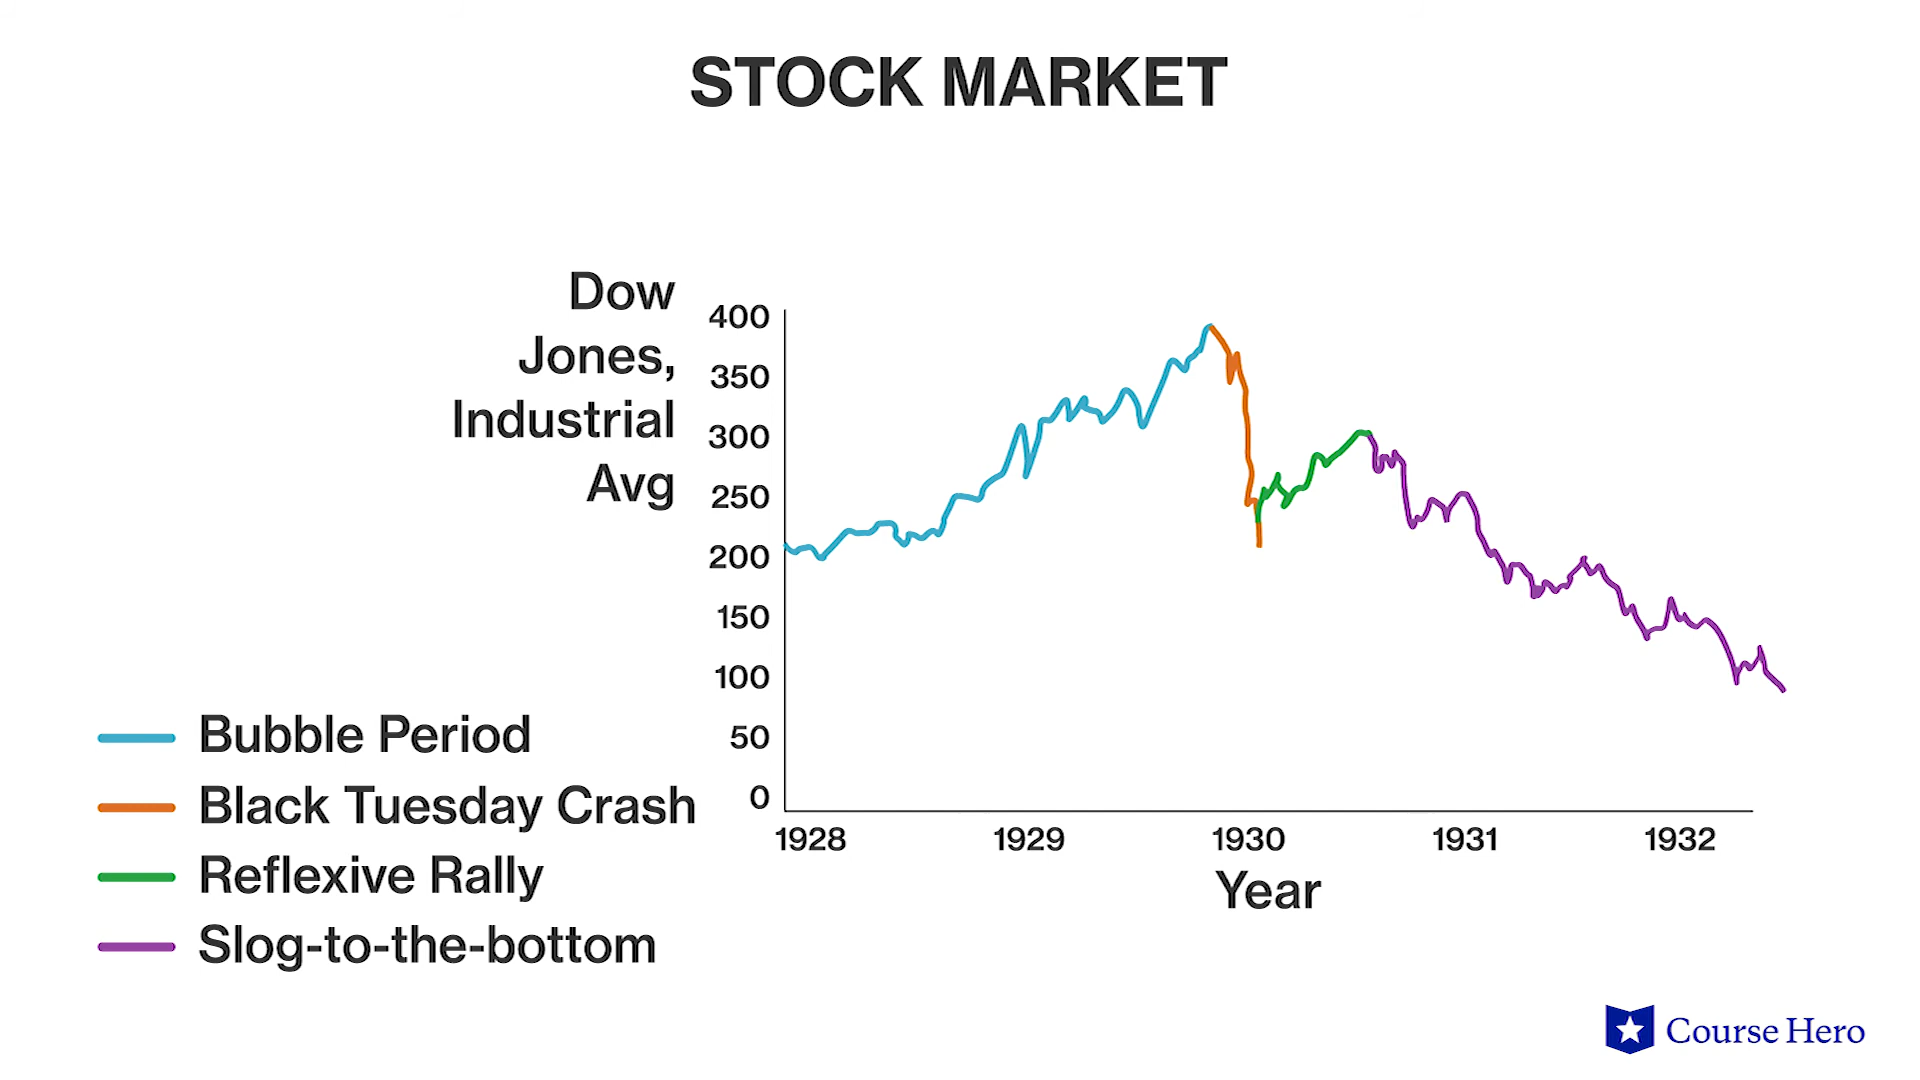 STOCK MARKET
Dow
Jones,
Industrial
Avg
400
350
300
250
200
150
100
50
0
1928 1929 1930 1931 1932
Year
Bubble Period
Black Tuesday Crash
Reflexive Rally
Slog-to-the-bottom
Course Hero